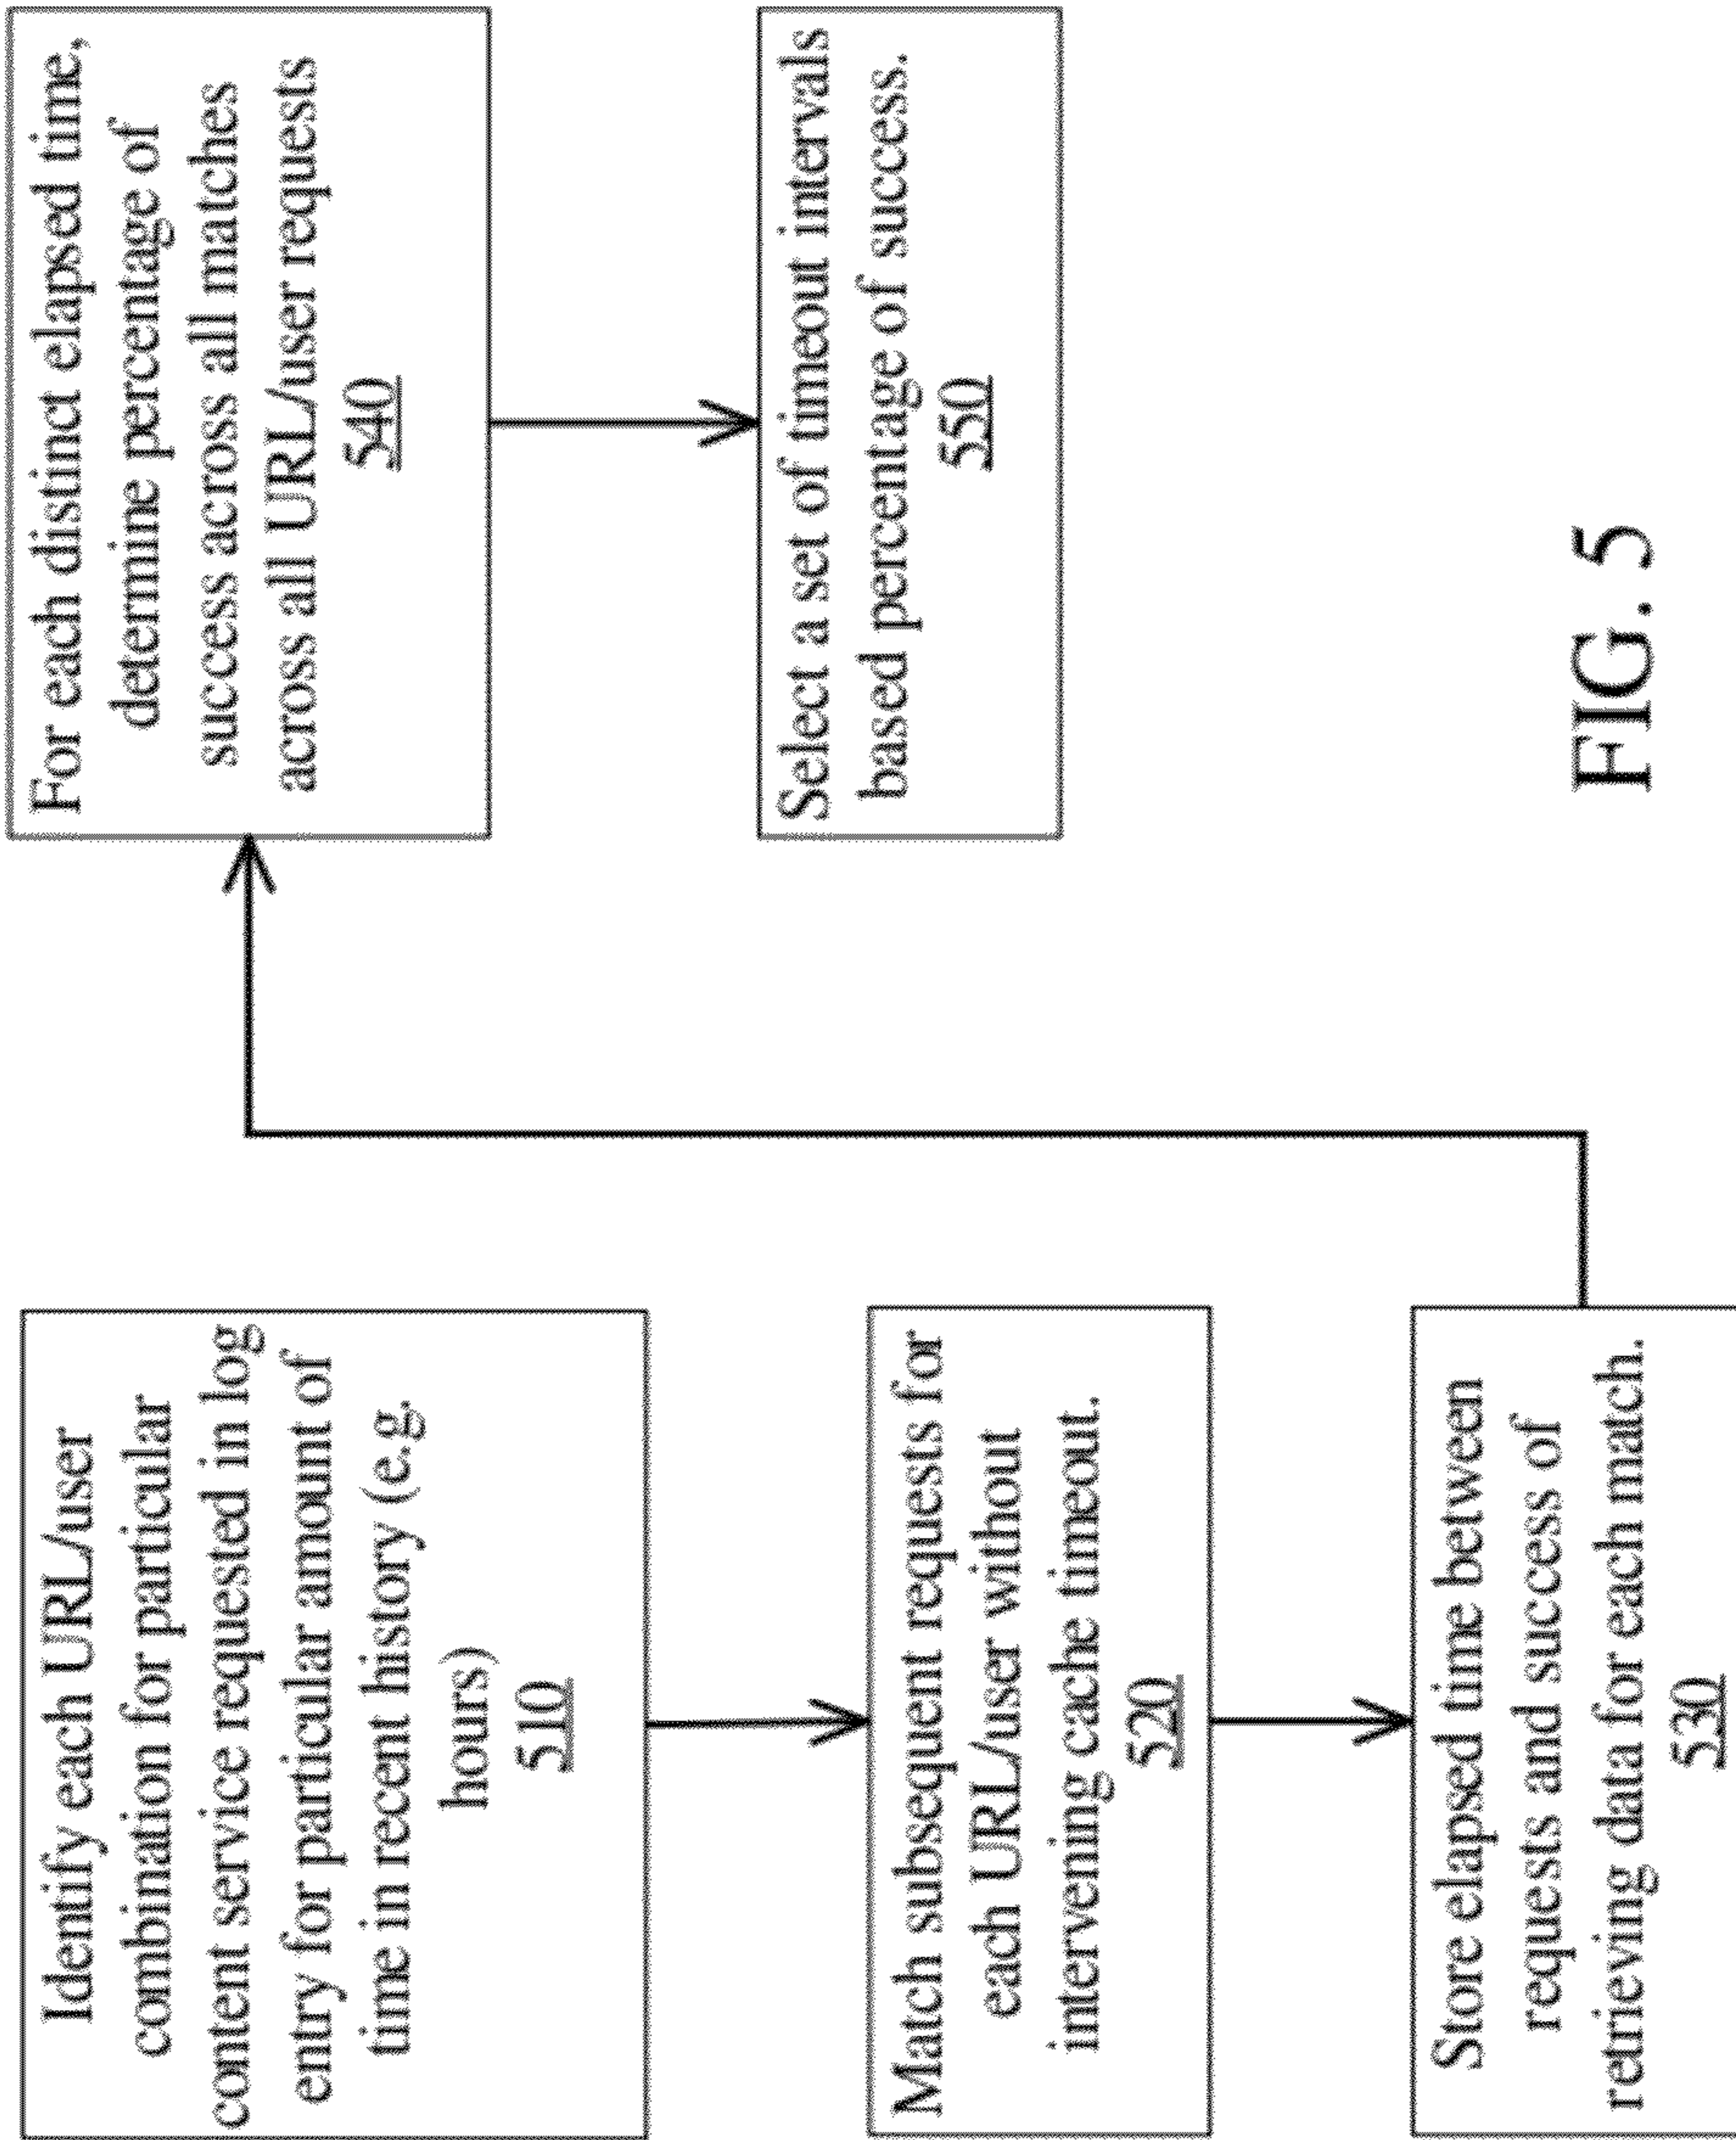 Identify each URL/user
combination for particular
content service requested in log
entry for particular amount of
time in recent history (e.g.
hours)
510
Match subsequent requests for
each URL/user without
intervening cache timeout.
520
Store elapsed time between
requests and success of
retrieving data for each match.
530
For each distinct elapsed time,
determine percentage of
success across all matches
across all URL/user requests
540
Select a set of timeout intervals
based percentage of success.
550
FIG. 5